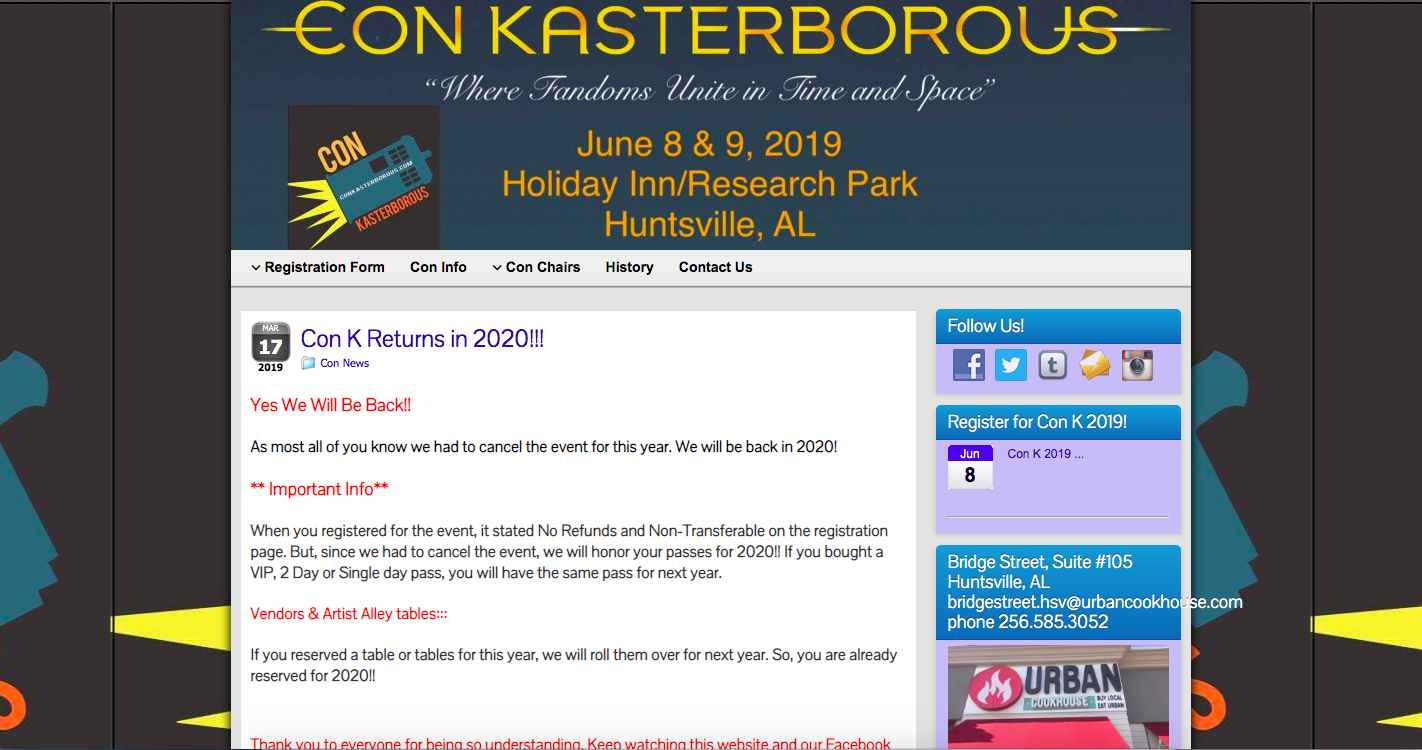 CON KASTERBOROUS
“Where Fandoms Unite in Time and Space”
CON
CONKASTERBOROUS.COM
KASTERBOROUS
June 8 & 9, 2019
Holiday Inn/Research Park
Huntsville, AL
Registration Form Con Info Con Chairs History Contact Us
MAR
17
2019
Con K Returns in 2020!!!
Con News
Yes We Will Be Back!!
As most all of you know we had to cancel the event for this year. We will be back in 2020!
** Important Info**
When you registered for the event, it stated No Refunds and Non-Transferable on the registration
page. But, since we had to cancel the event, we will honor your passes for 2020!! If you bought a
VIP, 2 Day or Single day pass, you will have the same pass for next year.
Vendors & Artist Alley tables:::
If you reserved a table or tables for this year, we will roll them over for next year. So, you are already
reserved for 2020!!
Thank you to everyone for being so understanding. Keep watching this website and our Facebook
Follow Us!
Register for Con K 2019!
Jun
8
Con K 2019 ...
Bridge Street, Suite #105
Huntsville, AL
bridgestreet.hsv@urbancookhouse.com
phone 256.585.3052
URBAN
COOKHOUSE
BUY LOCAL
EAT URBAN